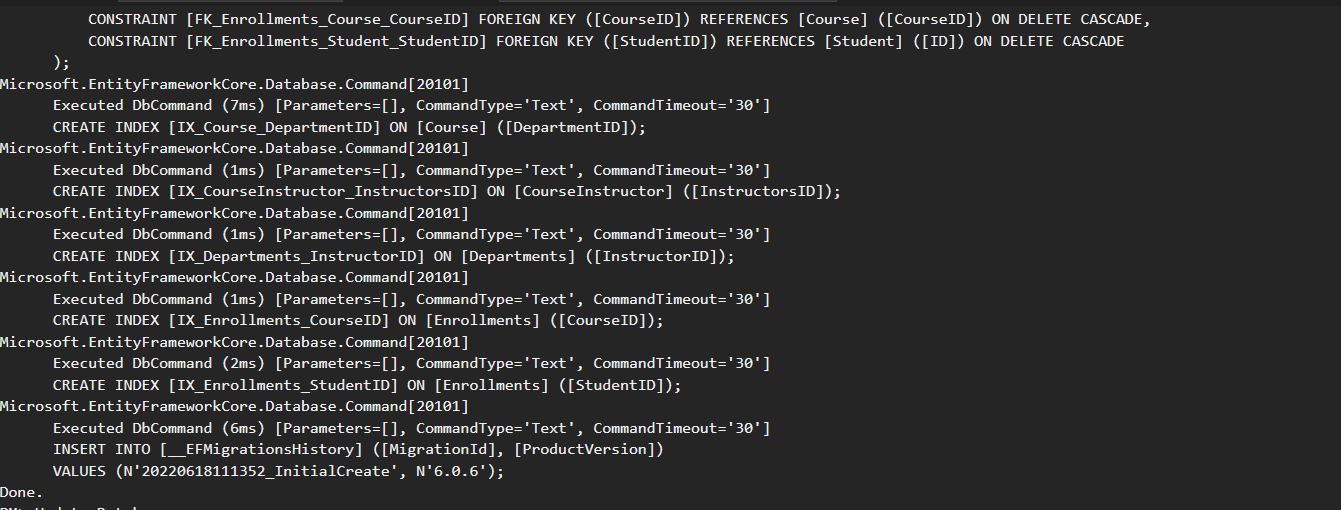 CONSTRAINT [FK_Enrollments_Course_CourseID] FOREIGN KEY ([CourseID]) REFERENCES [Course] ([CourseID]) ON DELETE CASCADE,
CONSTRAINT [FK_Enrollments_Student_StudentID] FOREIGN KEY ([StudentID]) REFERENCES [Student] ([ID]) ON DELETE CASCADE
);
Microsoft.EntityFrameworkCore.Database.Command[20101]
Executed DbCommand (7ms) [Parameters=[], CommandType='Text', CommandTimeout='30']
CREATE INDEX [IX_Course_DepartmentID] ON [Course] ([DepartmentID]);
Microsoft.EntityFrameworkCore.Database.Command[20101]
Executed DbCommand (1ms) [Parameters=[], CommandType='Text', CommandTimeout='30']
CREATE INDEX [IX_CourseInstructor_InstructorsID] ON [CourseInstructor] ([InstructorsID]);
Microsoft.EntityFrameworkCore.Database.Command[20101]
Executed DbCommand (1ms) [Parameters=[], CommandType='Text', CommandTimeout='30']
CREATE INDEX [IX_Departments_InstructorID] ON [Departments] ([InstructorID]);
Microsoft.EntityFrameworkCore.Database.Command[20101]
Executed DbCommand (1ms) [Parameters=[], CommandType='Text', CommandTimeout='30']
CREATE INDEX [IX_Enrollments_CourseID] ON [Enrollments] ([CourseID]);
Microsoft.EntityFrameworkCore.Database.Command[20101]
Executed DbCommand (2ms) [Parameters=[], CommandType='Text', CommandTimeout='30']
CREATE INDEX [IX_Enrollments_StudentID] ON [Enrollments] ([StudentID]);
Microsoft.EntityFrameworkCore.Database.Command[20101]
Executed DbCommand (6ms) [Parameters=[], CommandType='Text', CommandTimeout='30']
INSERT INTO [__EFMigrationsHistory] ([MigrationId], [ProductVersion])
VALUES (N'20220618111352_InitialCreate', N'6.0.6');
Done.